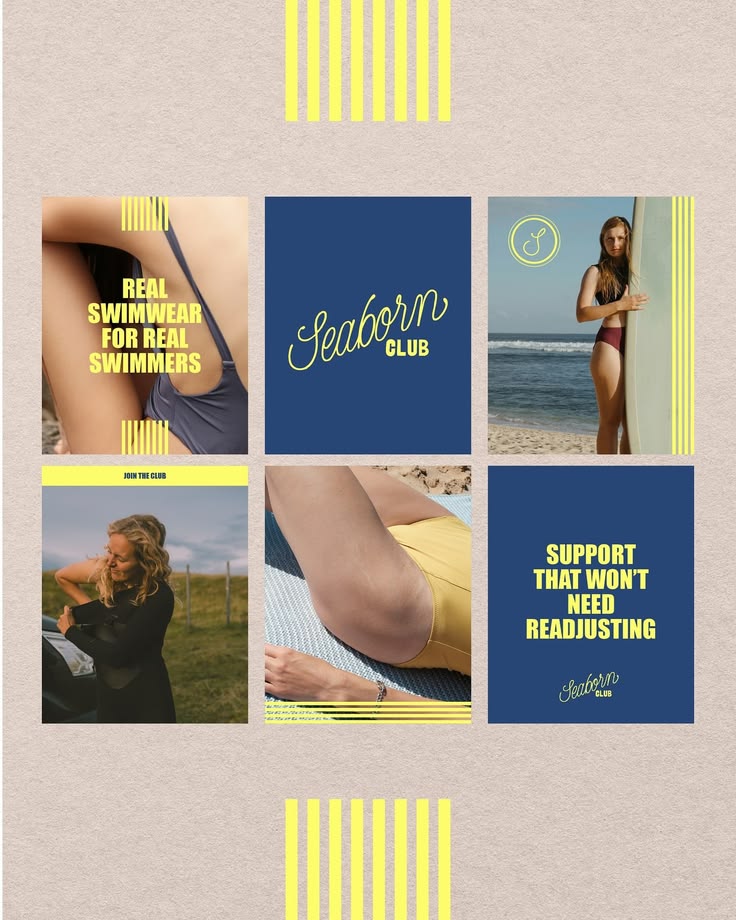 REAL
SWIMWEAR
FOR REAL
SWIMMERS
Seaborn
CLUB
S
JOIN THE CLUB
SUPPORT
THAT WON'T
NEED
READJUSTING
Seaborn
CLUB